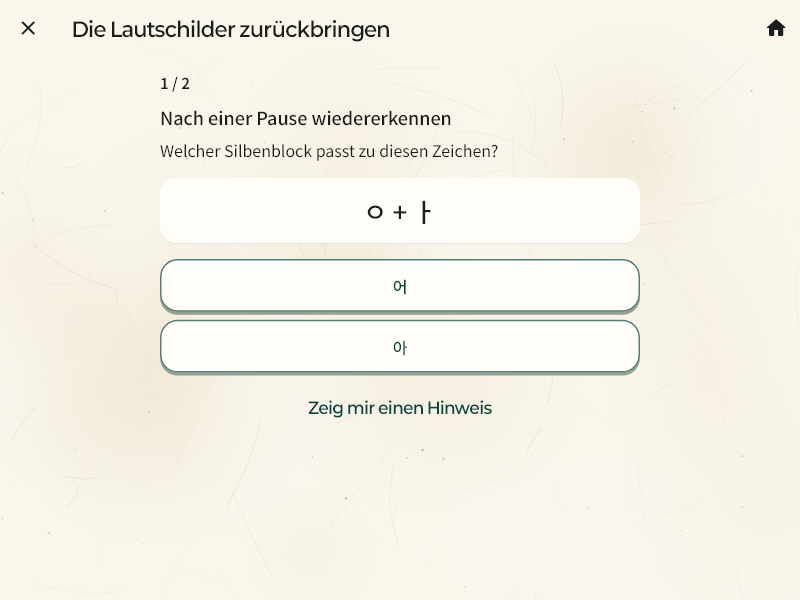 Die Lautschilder zurückbringen
1 / 2
Nach einer Pause wiedererkennen
Welcher Silbenblock passt zu diesen Zeichen?
ㅇ + ㅏ
어
아
Zeig mir einen Hinweis